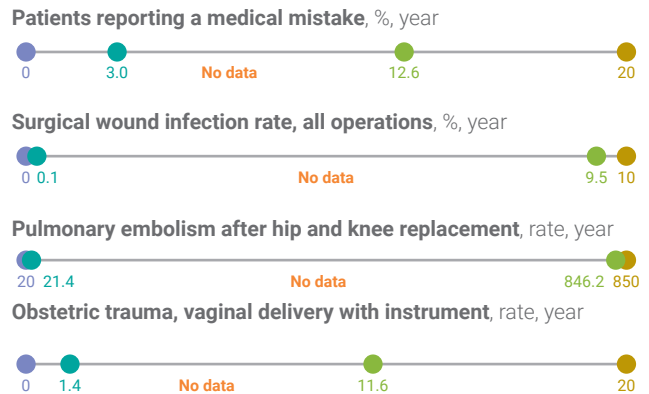 Patients reporting a medical mistake, %, year
0 3.0 No data 12.6 20
Surgical wound infection rate, all operations, %, year
0 0.1 No data 9.5 10
Pulmonary embolism after hip and knee replacement, rate, year
20 21.4 No data 846.2 850
Obstetric trauma, vaginal delivery with instrument, rate, year
0 1.4 No data 11.6 20